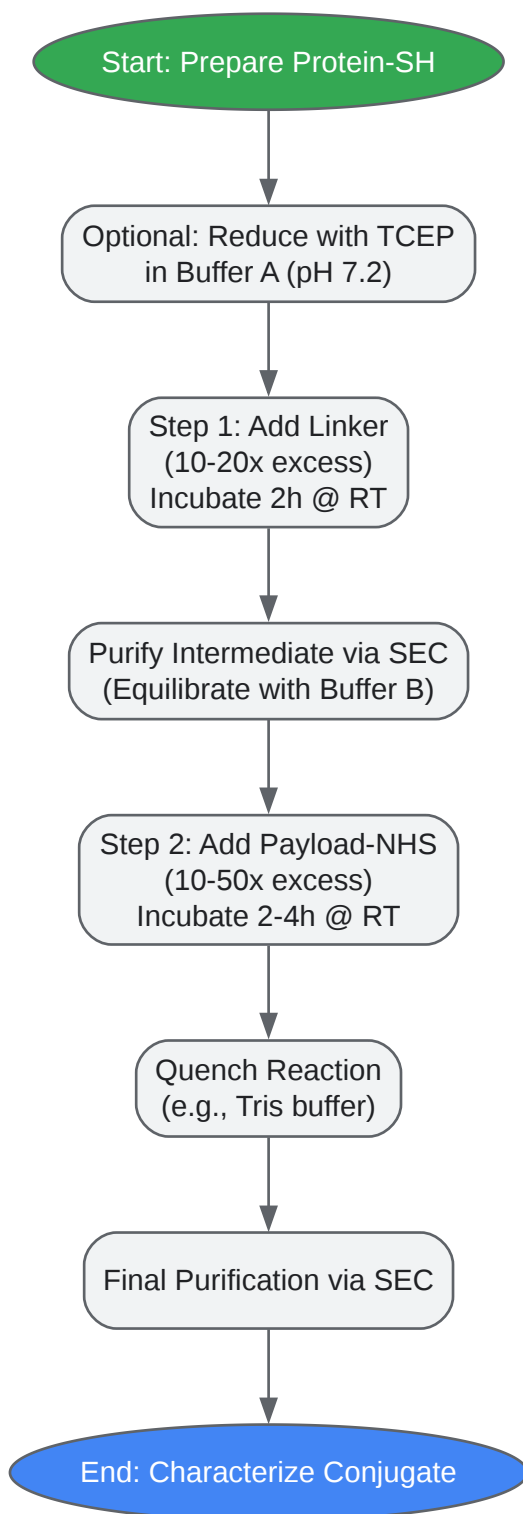 Start: Prepare Protein-SH
Optional: Reduce with TCEP
in Buffer A (pH 7.2)
Step 1: Add Linker
(10-20x excess)
Incubate 2h @ RT
Purify Intermediate via SEC
(Equilibrate with Buffer B)
Step 2: Add Payload-NHS
(10-50x excess)
Incubate 2-4h @ RT
Quench Reaction
(e.g., Tris buffer)
Final Purification via SEC
End: Characterize Conjugate